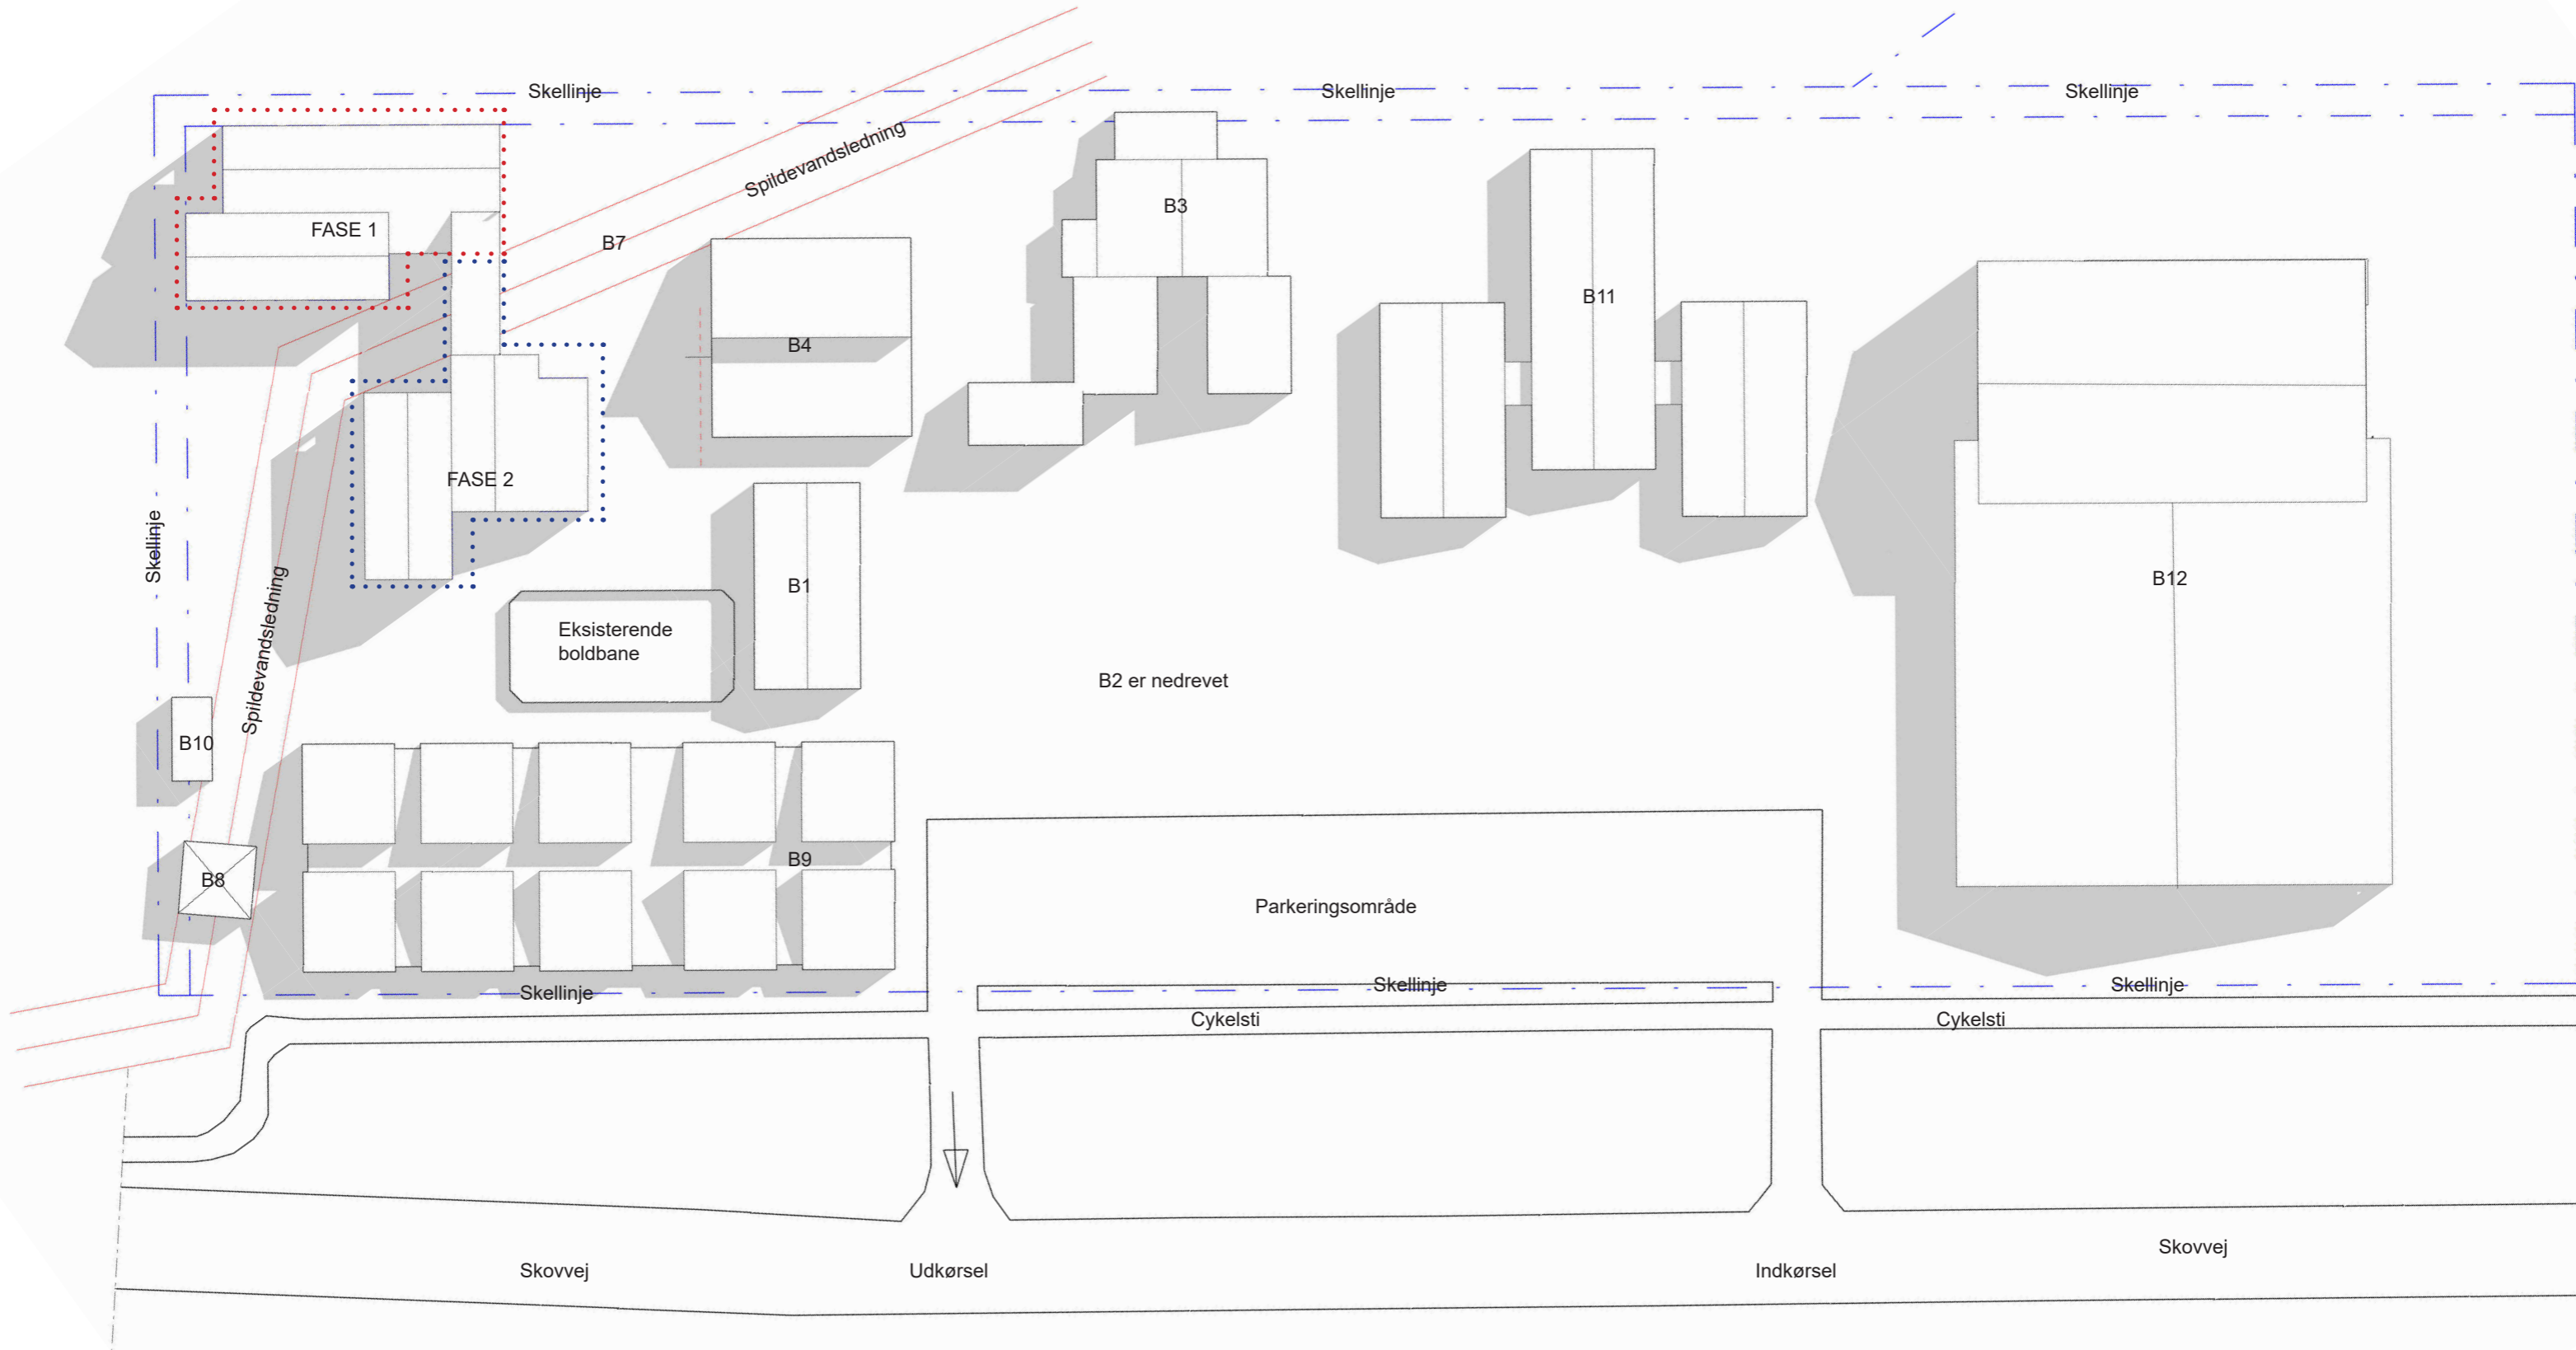 Skellinje
Skellinje
Skellinje
Spildevandsledning
B3
FASE 1
B7
B11
B4
FASE 2
Skellinje
B12
B1
Eksisterende
boldbane
Spildevandsledning
B2 er nedrevet
B10
B9
B8
Parkeringsområde
Skellinje
Skellinje
Skellinje
Cykelsti
Cykelsti
Skovvej
Skovvej
Udkørsel
Indkørsel